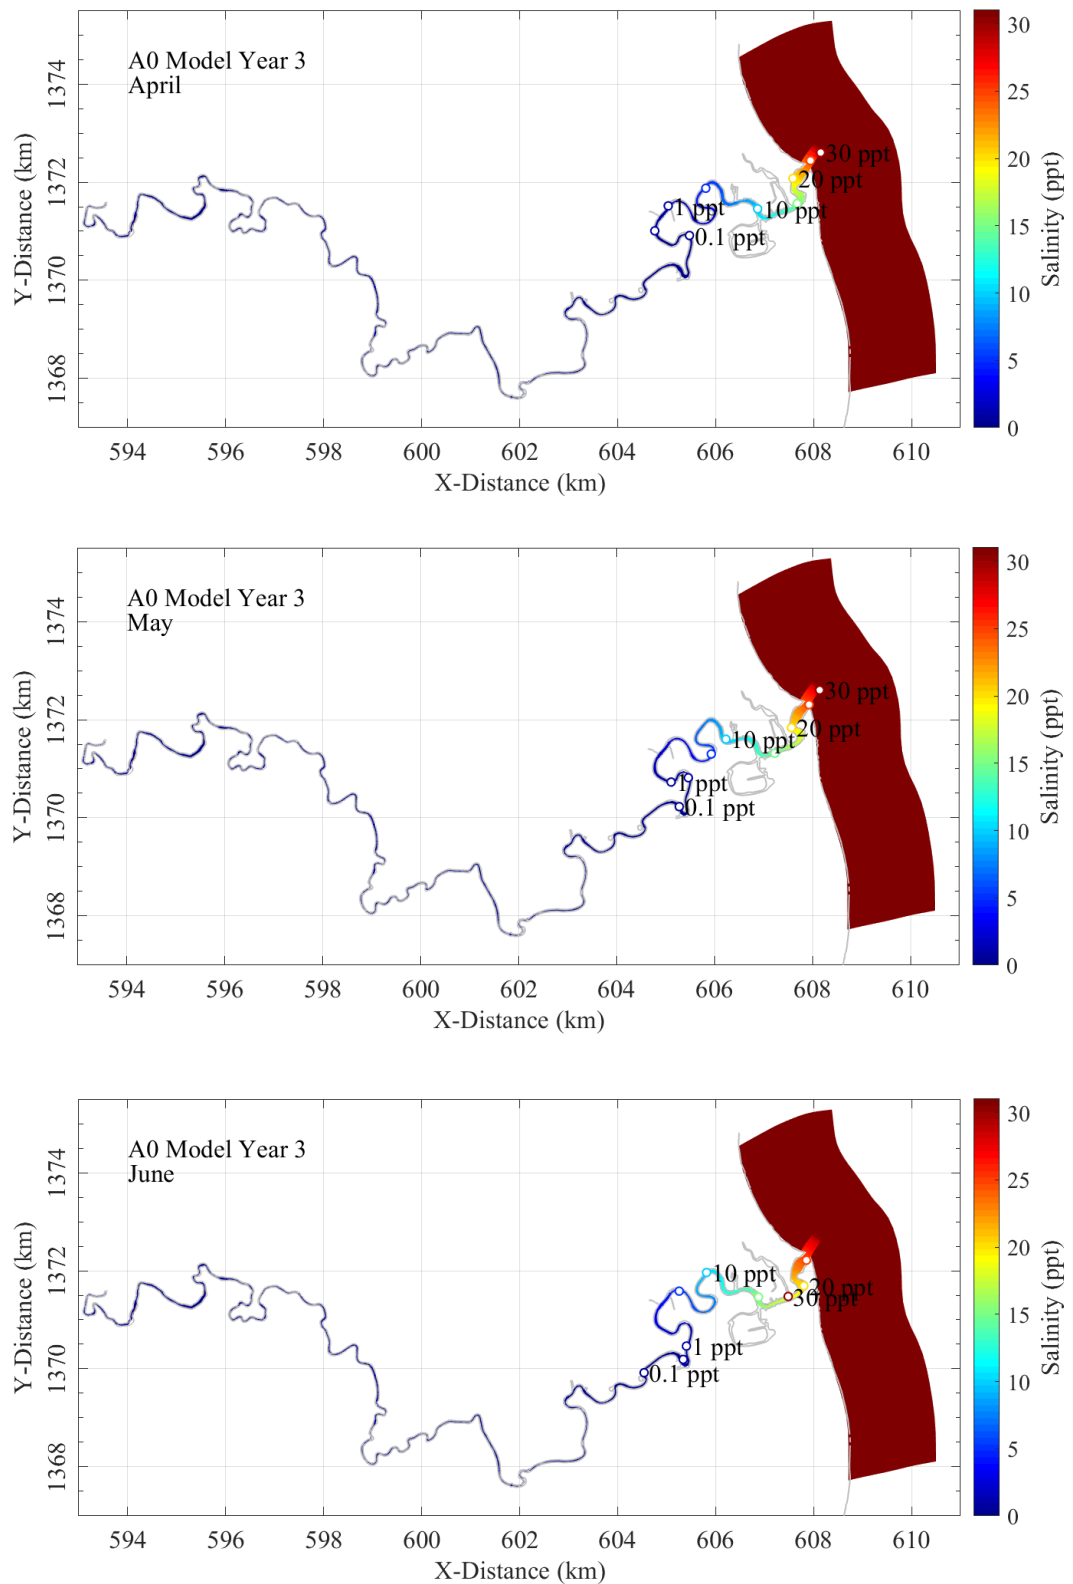 A0 Model Year 3
April
30 ppt
20 ppt
1 ppt
10 ppt
0.1 ppt
1374
1372
1370
1368
Y-Distance (km)
594 596 598 600 602 604 606 608 610
X-Distance (km)
30
25
20
15
10
5
0
Salinity (ppt)
A0 Model Year 3
May
30 ppt
20 ppt
10 ppt
1 ppt
0.1 ppt
1374
1372
1370
1368
Y-Distance (km)
594 596 598 600 602 604 606 608 610
X-Distance (km)
30
25
20
15
10
5
0
Salinity (ppt)
A0 Model Year 3
June
10 ppt
20 ppt
30 ppt
1 ppt
0.1 ppt
1374
1372
1370
1368
Y-Distance (km)
594 596 598 600 602 604 606 608 610
X-Distance (km)
30
25
20
15
10
5
0
Salinity (ppt)